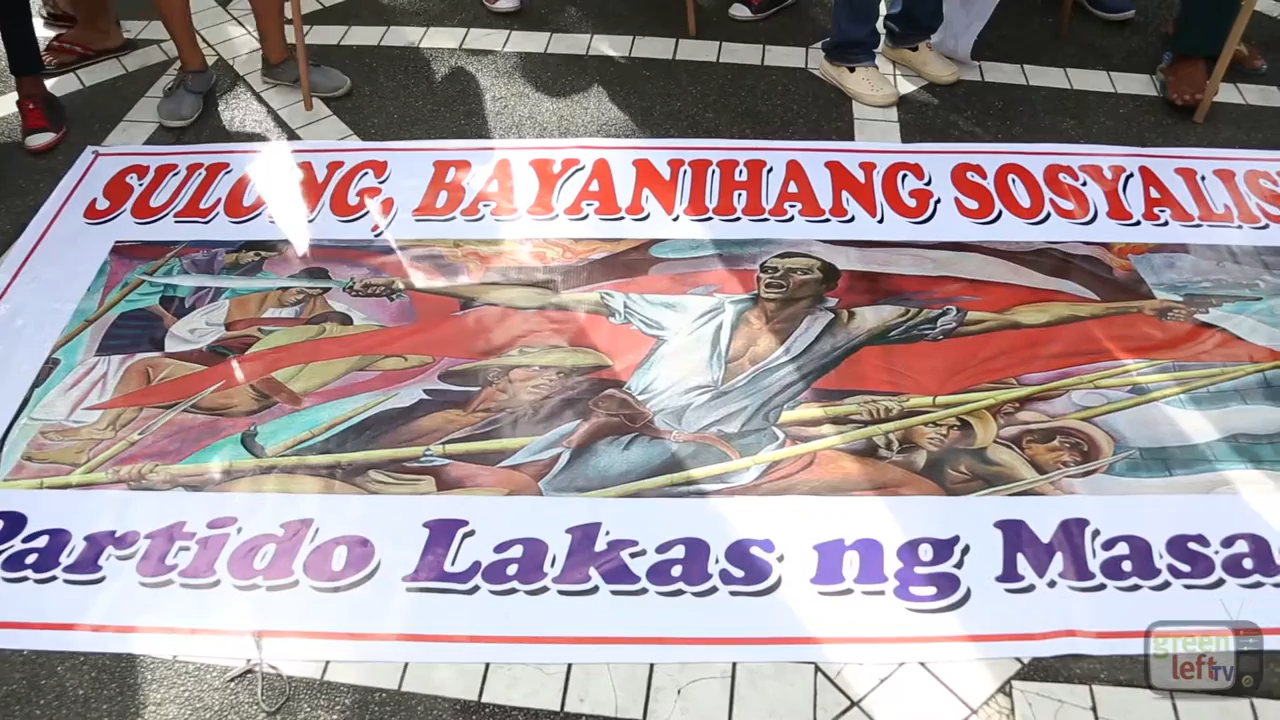 SULONG, BAYANIHANG SOSYALIS
Partido Lakas ng Masa
green
left TV